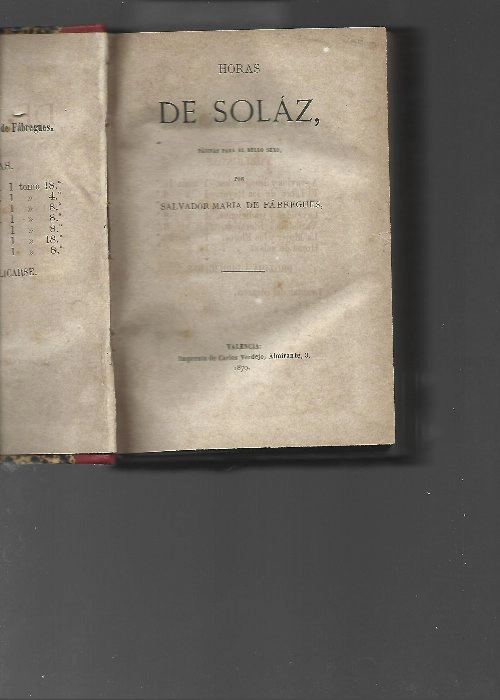 de Fábregues.
AS.
1 tomo 18.
1 » 4.
1 » 8.
1 » 8.
1 » 8.
1 » 18.
1 » 8.
LICARSE.
HORAS
DE SOLÁZ,
PÁGINAS PARA EL BELLO SEXO,
POR
SALVADOR MARIA DE FÁBREGUES.
VALENCIA:
Imprenta de Carlos Verdejo, Almirante, 3,
1870.